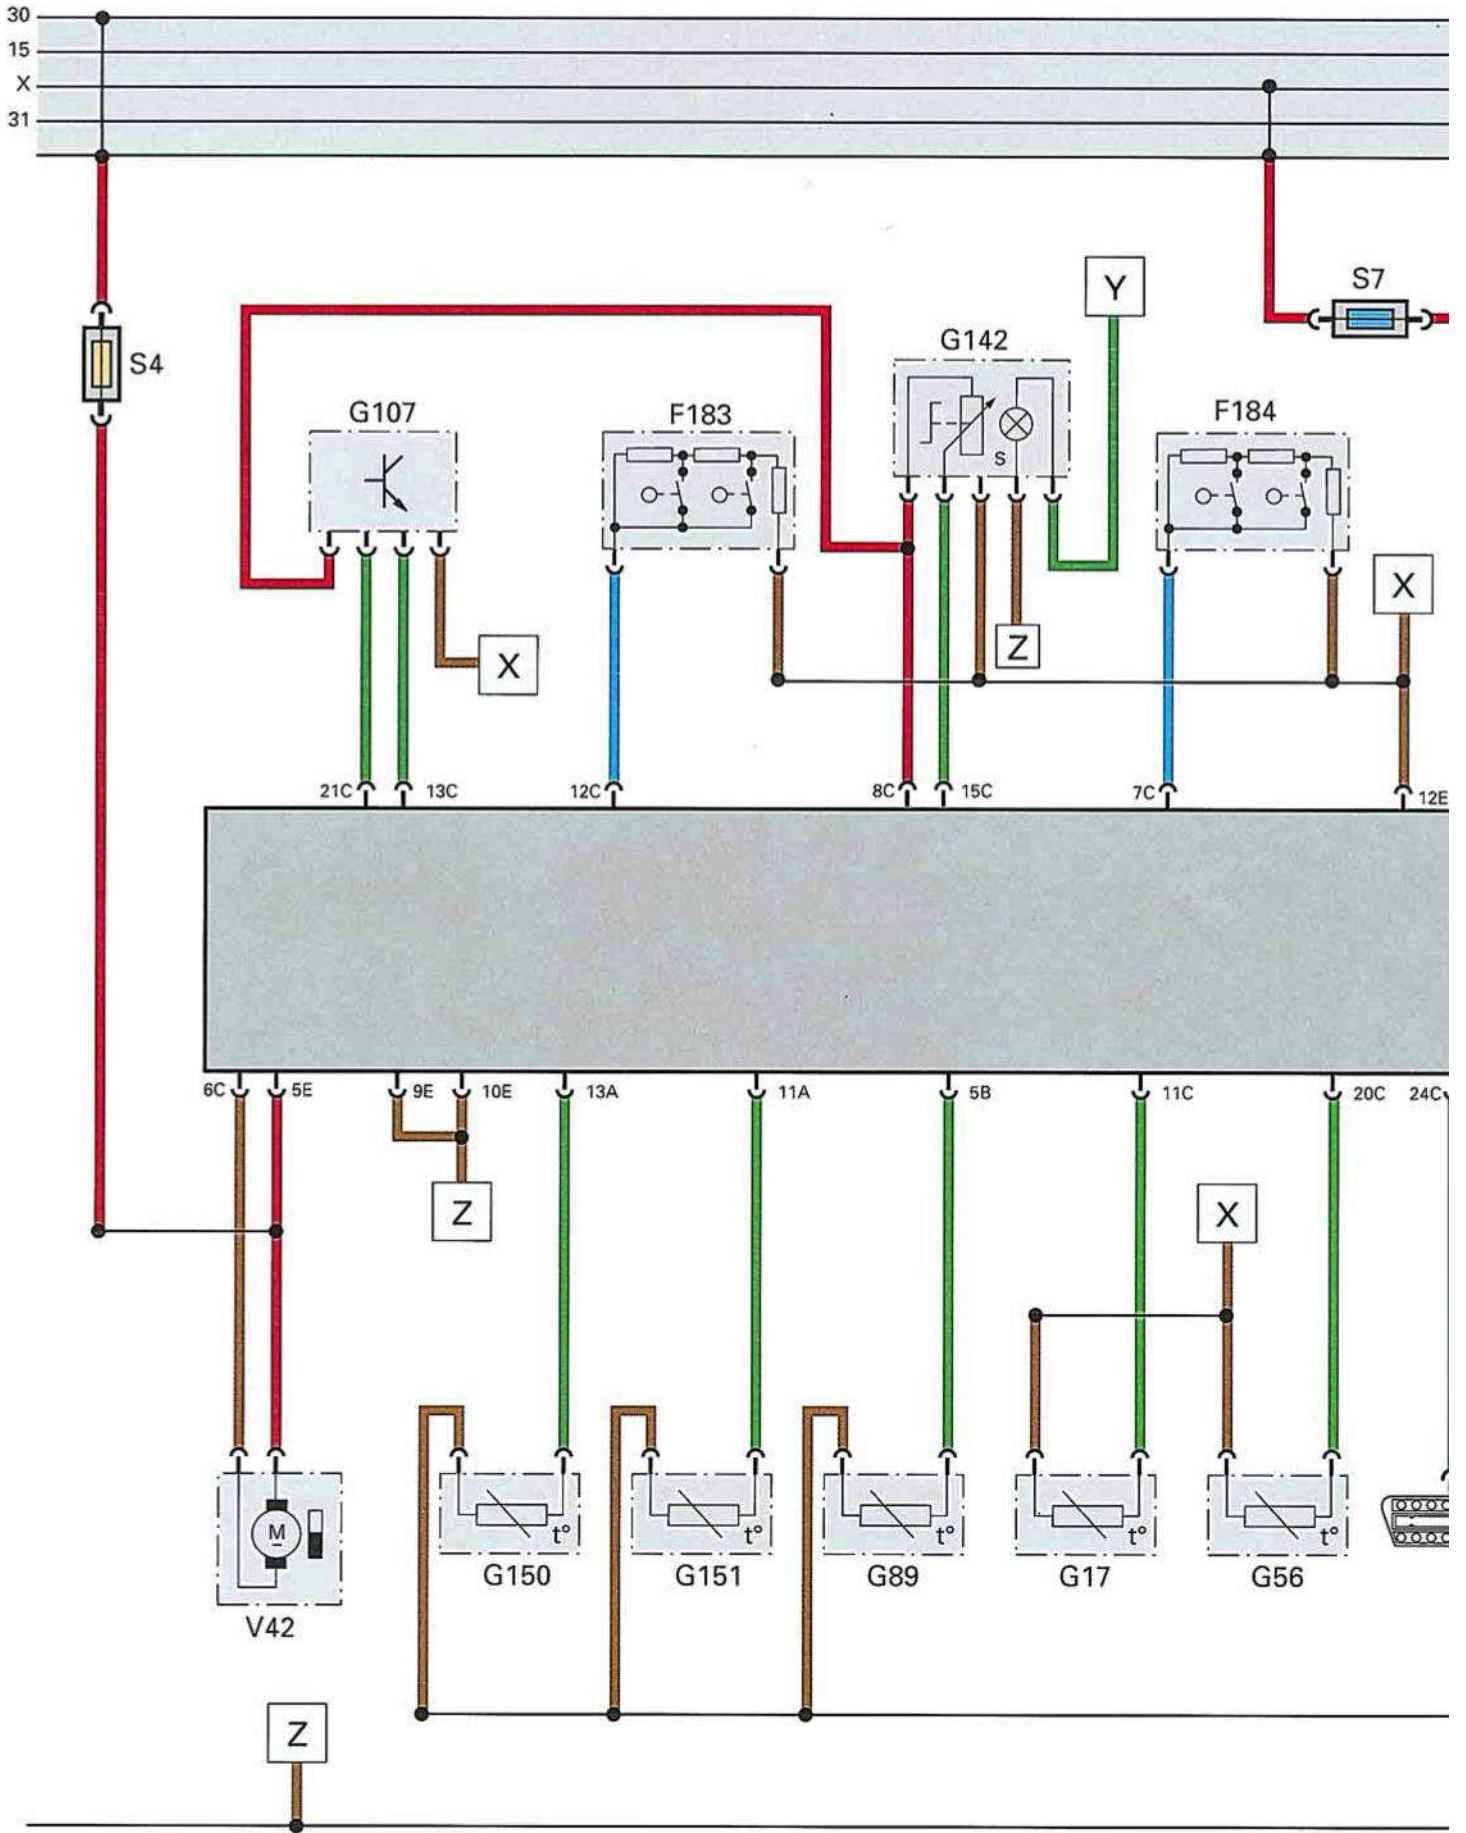 30
15
X
31
Y
S7
G142
S4
G107
F183
F184
S
X
X
Z
21C 13C 12C 8C 15C 7C 12E
6C 5E 9E 10E 13A 11A 5B 11C 20C 24C
Z
X
M
t° t° t° t° t°
G150 G151 G89 G17 G56
V42
Z